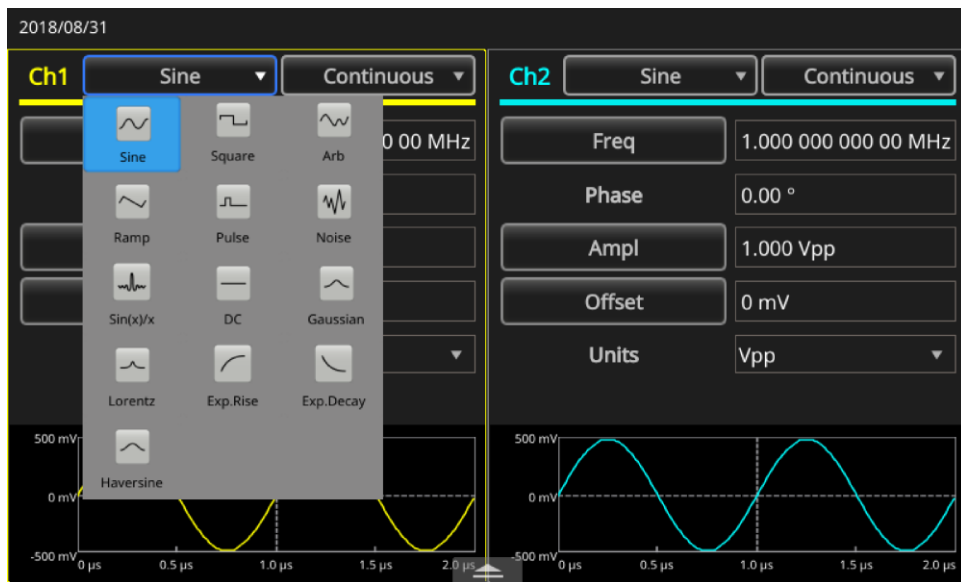 2018/08/31
Ch1 Sine Continuous
Ch2 Sine Continuous
Sine Square Arb
Ramp Pulse Noise
Sin(x)/x DC Gaussian
Lorentz Exp.Rise Exp.Decay
Haversine
0 00 MHz
Freq 1.000 000 000 00 MHz
Phase 0.00 °
Ampl 1.000 Vpp
Offset 0 mV
Units Vpp
500 mV
0 mV
-500 mV
0 µs 0.5 µs 1.0 µs 1.5 µs 2.0 µs
500 mV
0 mV
-500 mV
0 µs 0.5 µs 1.0 µs 1.5 µs 2.0 µs